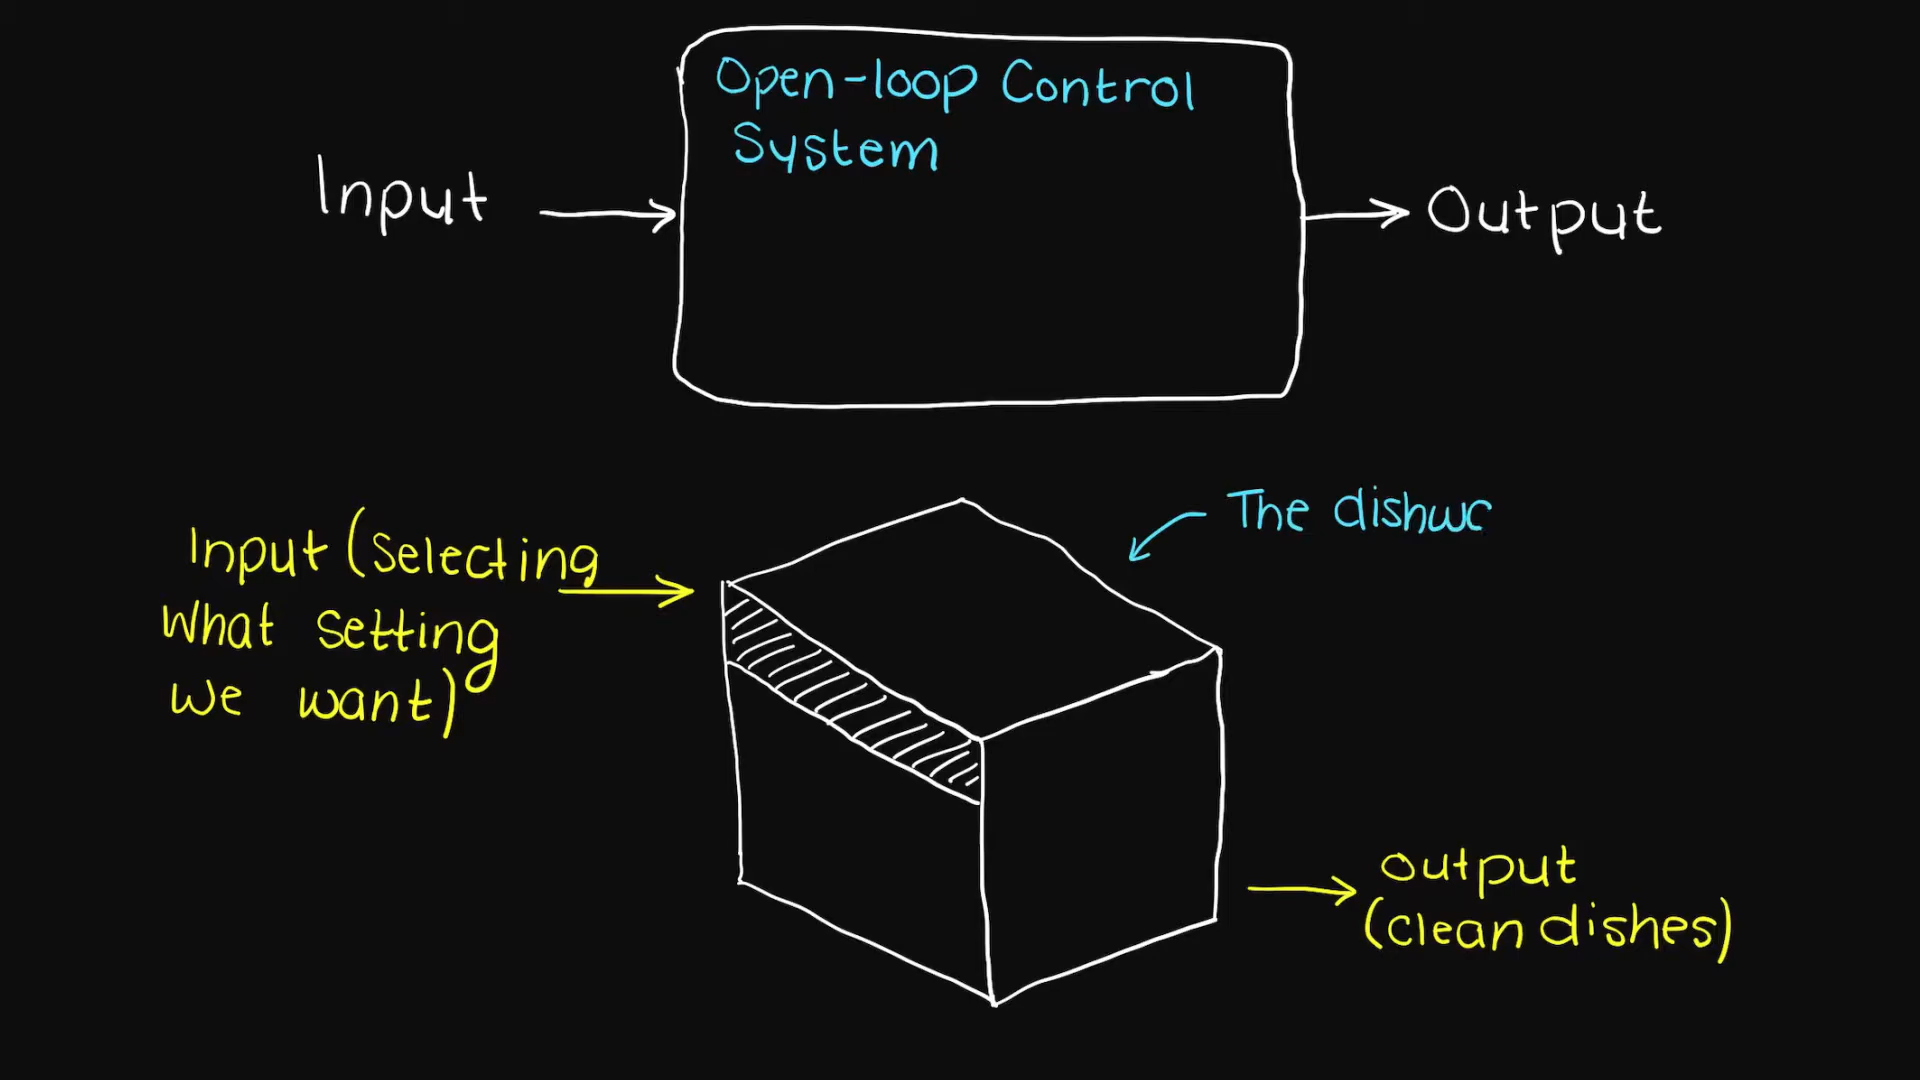 Open-loop Control
System
Input
Output
The dishwc
Input (selecting
what setting
we want)
output
(clean dishes)